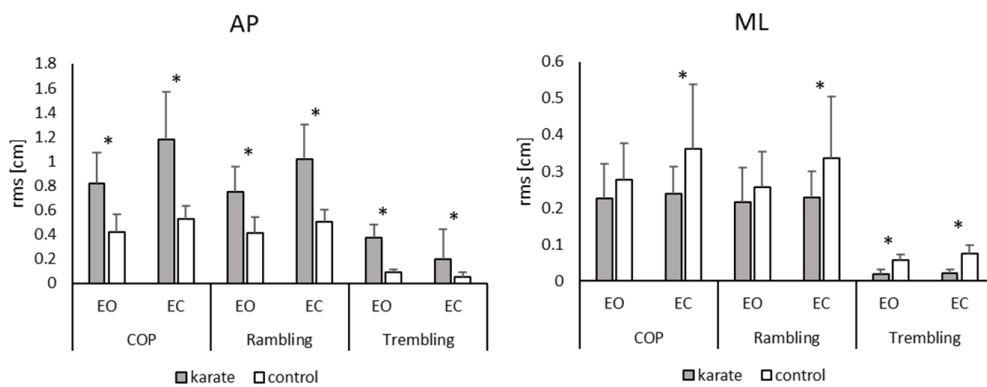 AP
rms [cm]
1.8
1.6
1.4
1.2
1
0.8
0.6
0.4
0.2
0
*
*
*
*
*
*
EO EC EO EC EO EC
COP Rambling Trembling
karate control
ML
rms [cm]
0.6
0.5
0.4
0.3
0.2
0.1
0
*
*
*
*
EO EC EO EC EO EC
COP Rambling Trembling
karate control